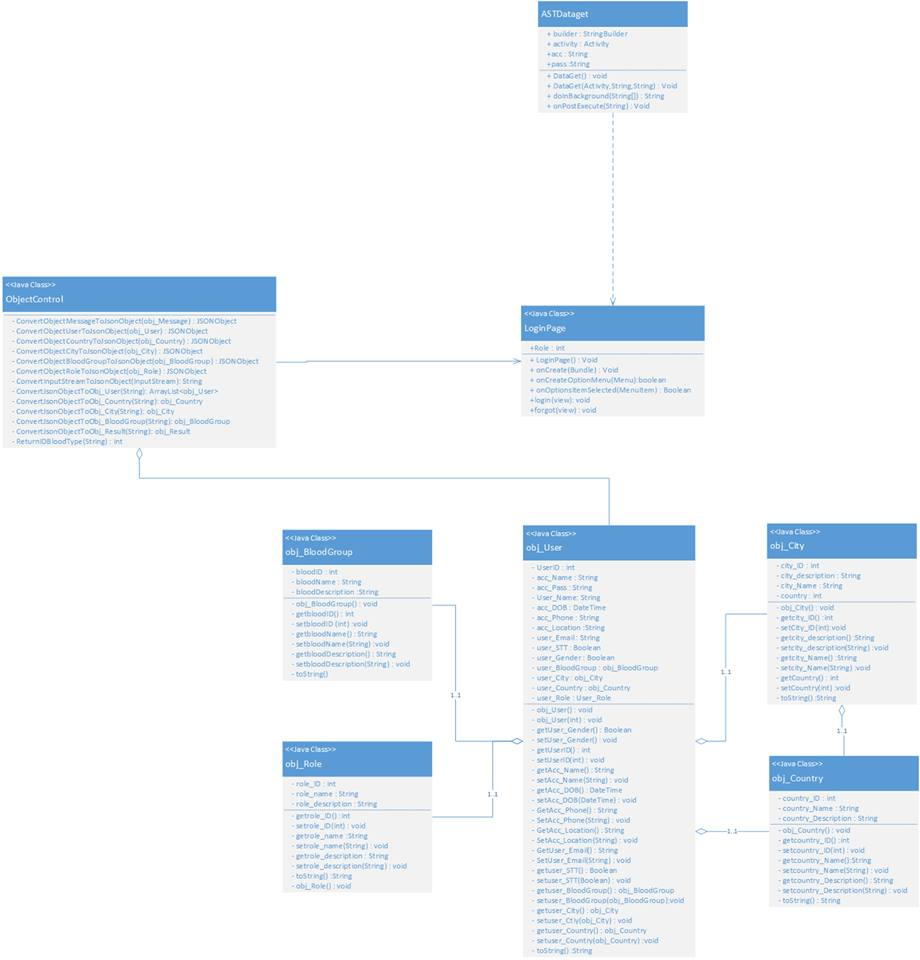 ASTDataget
+ builder : StringBuilder
+ activity : Activity
+acc : String
+pass :String
+ DataGet() : void
+ DataGet(Activity,String,String) : Void
+ doInBackground(String[]) : String
+ onPostExecute(String) : Void
<<Java Class>>
ObjectControl
- ConvertObjectMessageToJsonObject(obj_Message) : JSONObject
- ConvertObjectUserToJsonObject(obj_User) : JSONObject
- ConvertObjectCountryToJsonObject(obj_Country) : JSONObject
- ConvertObjectCityToJsonObject(obj_City) : JSONObject
- ConvertObjectBloodGroupToJsonObject(obj_BloodGroup) : JSONObject
- ConvertObjectRoleToJsonObject(obj_Role) : JSONObject
- ConvertInputStreamToJsonObject(InputStream): String
- ConvertJsonObjectToObj_User(String): ArrayList<obj_User>
- ConvertJsonObjectToObj_Country(String): obj_Country
- ConvertJsonObjectToObj_City(String): obj_City
- ConvertJsonObjectToObj_BloodGroup(String): obj_BloodGroup
- ConvertJsonObjectToObj_Result(String): obj_Result
- ReturnIDBloodType(String) : int
<<Java Class>>
LoginPage
+Role : int
+ LoginPage() : Void
+ onCreate(Bundle) : Void
+ onCreateOptionMenu(Menu):boolean
+ onOptionsItemSelected(MenuItem) : Boolean
+login(view): void
+forgot(view) : void
<<Java Class>>
obj_BloodGroup
- bloodID : int
- bloodName : String
- bloodDescription :String
- obj_BloodGroup() : void
- getbloodID() : int
- setbloodID (int) :void
- getbloodName() : String
- setbloodName(String) :void
- getbloodDescription() : String
- setbloodDescription(String) : void
- toString()
1..1
<<Java Class>>
obj_Role
- role_ID : int
- role_name : String
- role_description : String
- getrole_ID() : int
- setrole_ID(int) : void
- getrole_name :String
- setrole_name(String) : void
- getrole_description : String
- setrole_description(String) : void
- toString() :String
- obj_Role() : void
1..1
<<Java Class>>
obj_User
- UserID : int
- acc_Name : String
- acc_Pass : String
- User_Name: String
- acc_DOB : DateTime
- acc_Phone : String
- acc_Location :String
- user_Email : String
- user_STT : Boolean
- user_Gender : Boolean
- user_BloodGroup : obj_BloodGroup
- user_City : obj_City
- user_Country : obj_Country
- user_Role : User_Role
- obj_User() : void
- obj_User(int) : void
- getUser_Gender() : Boolean
- setUser_Gender() : void
- getUserID() : int
- setUserID(int) : void
- getAcc_Name() : String
- setAcc_Name(String) : void
- getAcc_DOB() : DateTime
- setAcc_DOB(DateTime) : void
- GetAcc_Phone() : String
- SetAcc_Phone(String) : void
- GetAcc_Location() : String
- SetAcc_Location(String) : void
- GetUser_Email() : String
- SetUser_Email(String) : void
- getuser_STT() : Boolean
- setuser_STT(Boolean) : void
- getuser_BloodGroup() : obj_BloodGroup
- setuser_BloodGroup(obj_BloodGroup):void
- getuser_City() : obj_City
- setuser_Ctiy(obj_City) : void
- getuser_Country() : obj_Country
- setuser_Country(obj_Country) :void
- toString() :String
1..1
1..1
<<Java Class>>
obj_City
- city_ID : int
- city_description : String
- city_Name : String
- country : int
- obj_City() : void
- getcity_ID() :int
- setCity_ID(int):void
- getcity_description() :String
- setcity_description(String) :void
- getcity_Name() :String
- setcity_Name(String) :void
- getCountry() : int
- setCountry(int) :void
- toString() :String
1..1
<<Java Class>>
obj_Country
- country_ID : int
- country_Name : String
- country_Description : String
- obj_Country() : void
- getcountry_ID() :int
- setcountry_ID(int) : void
- getcountry_Name():String
- setcountry_Name(String) : void
- getcountry_Description() : String
- setcountry_Description(String) : void
- toString() : String